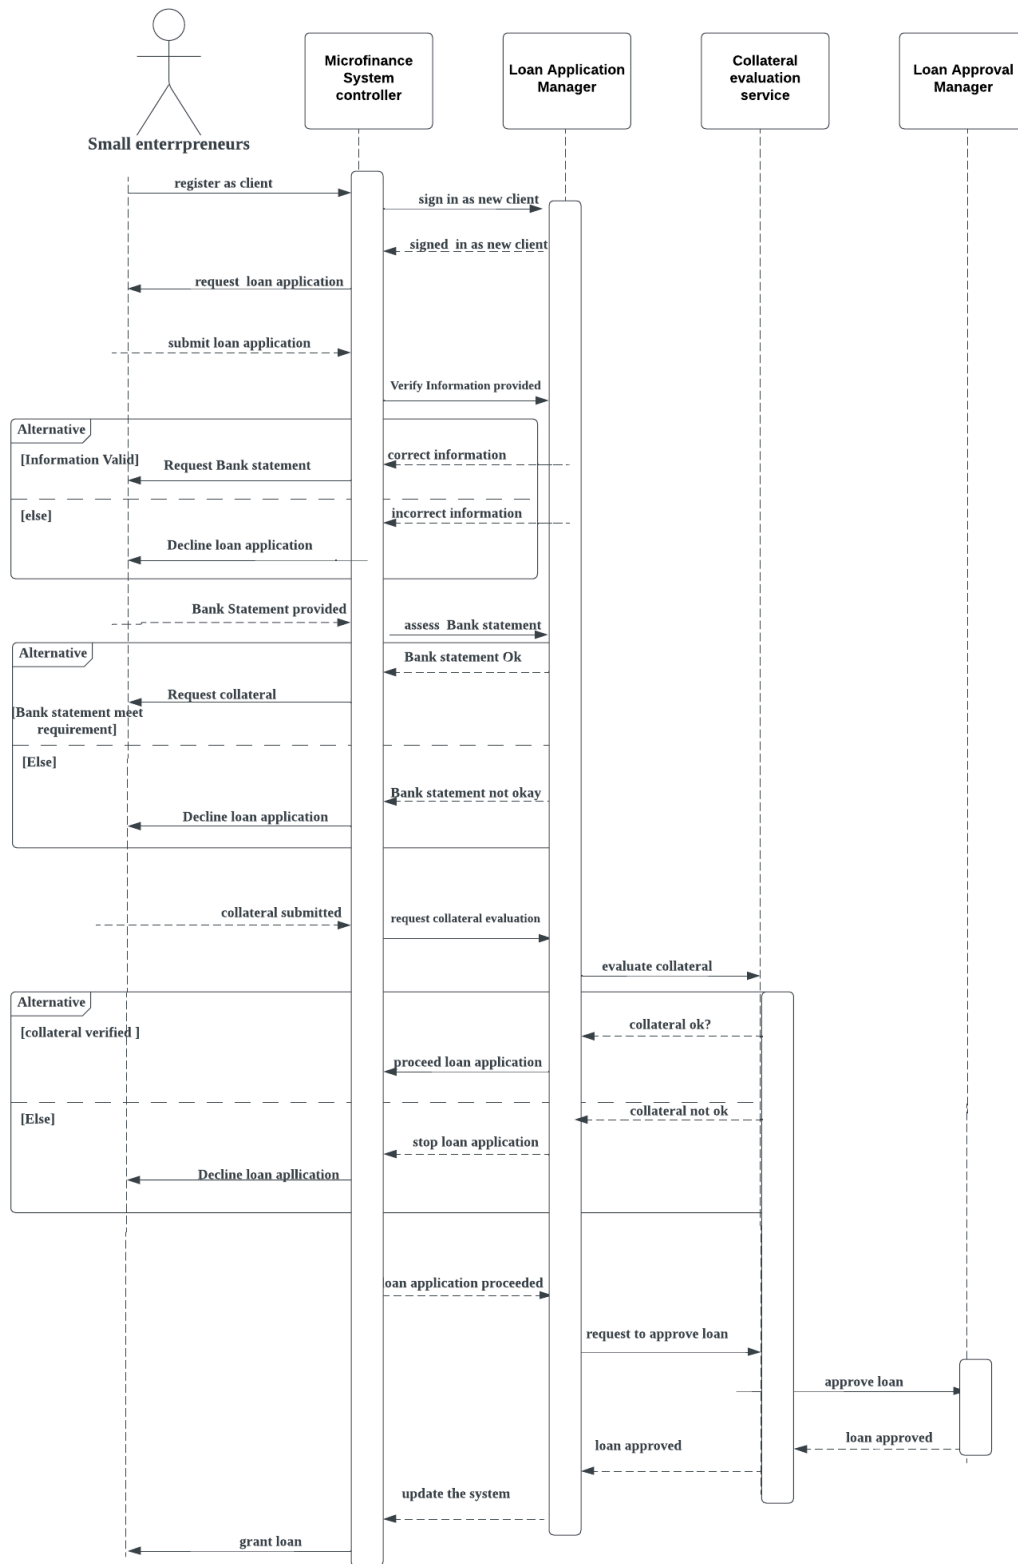 Microfinance
System
controller
Loan Application
Manager
Collateral
evaluation
service
Loan Approval
Manager
Small enterrpreneurs
register as client
sign in as new client
signed in as new client
request loan application
submit loan application
Verify Information provided
Alternative
[Information Valid]
Request Bank statement
correct information
[else]
incorrect information
Decline loan application
Bank Statement provided
assess Bank statement
Alternative
Bank statement Ok
Request collateral
[Bank statement meet
requirement]
[Else]
Bank statement not okay
Decline loan application
collateral submitted
request collateral evaluation
evaluate collateral
Alternative
[collateral verified ]
collateral ok?
proceed loan application
[Else]
collateral not ok
stop loan application
Decline loan apllication
loan application proceeded
request to approve loan
approve loan
loan approved
loan approved
update the system
grant loan